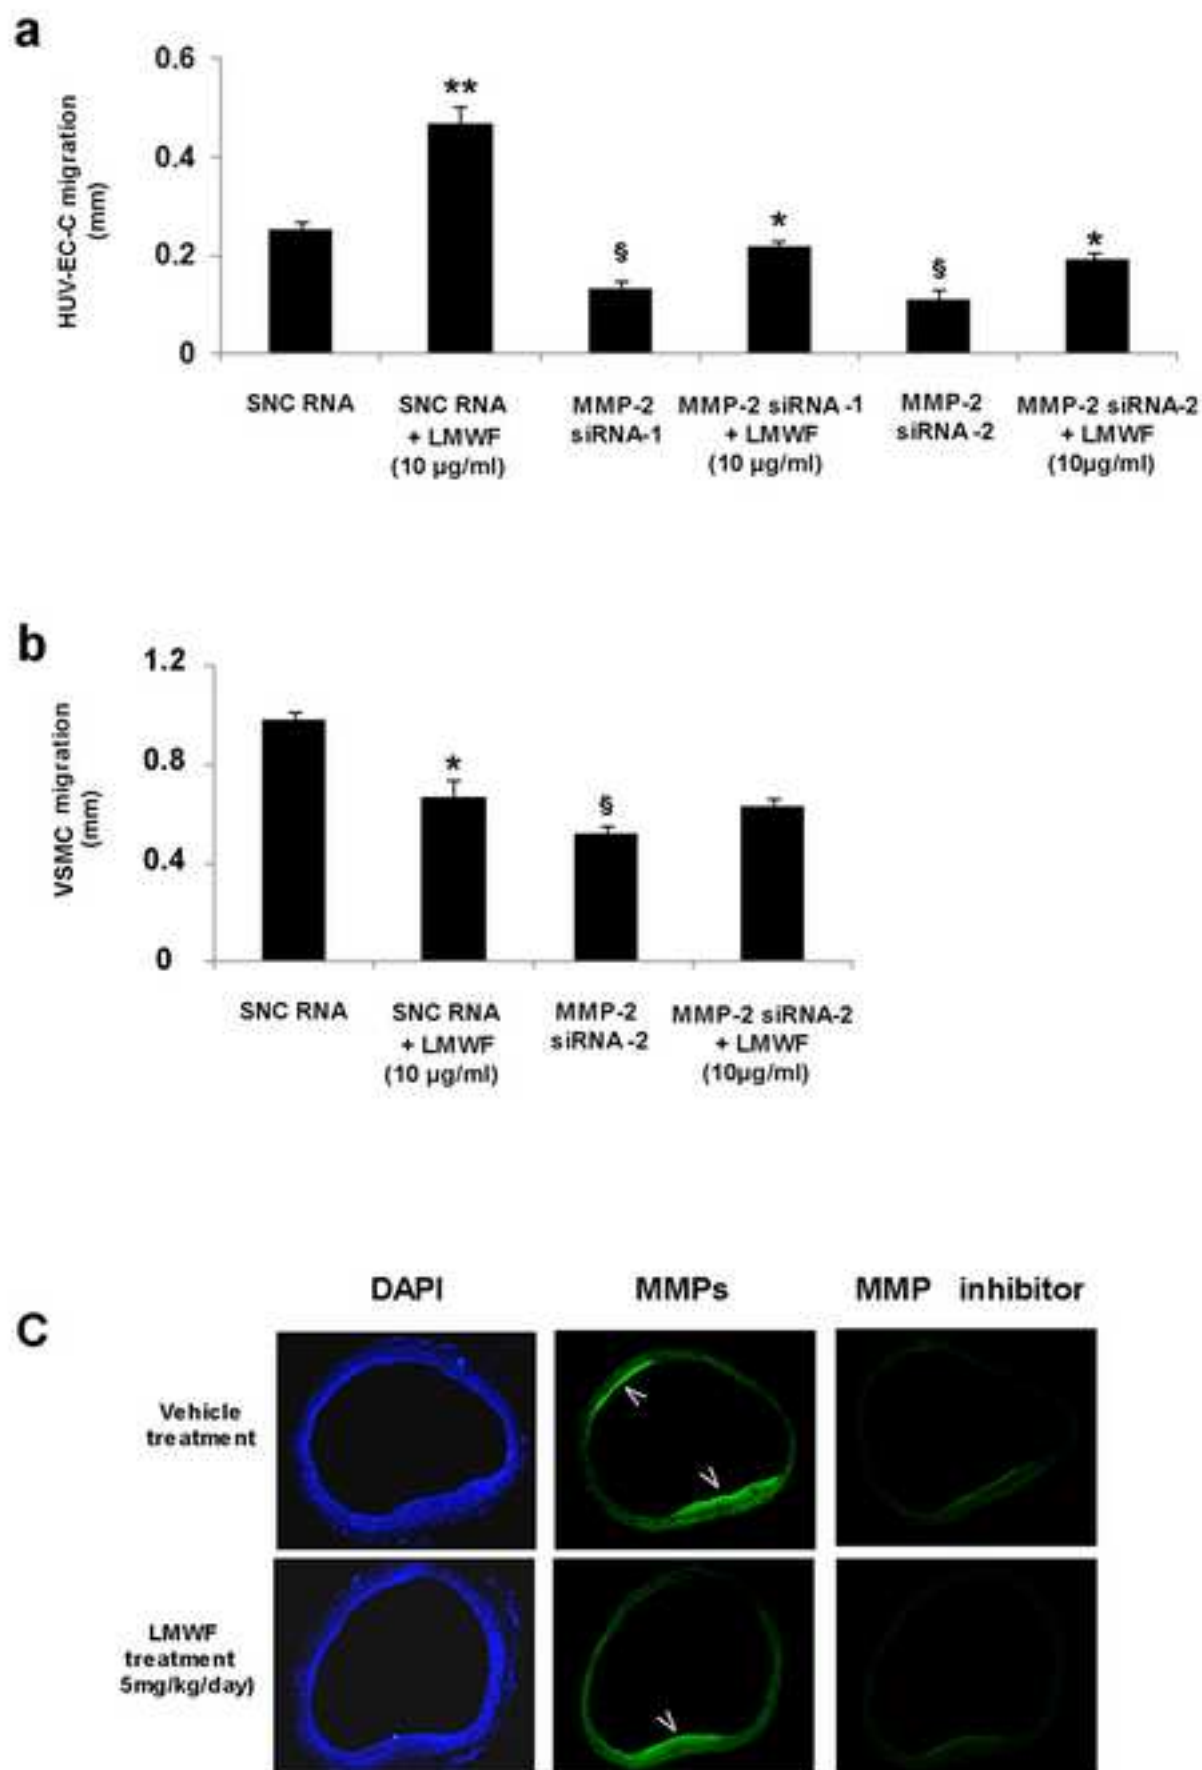 a
0.6
0.4
0.2
0
HUV-EC-C migration
(mm)
**
§
*
§
*
SNC RNA
SNC RNA
+ LMWF
(10 µg/ml)
MMP-2
siRNA-1
MMP-2 siRNA-1
+ LMWF
(10 µg/ml)
MMP-2
siRNA-2
MMP-2 siRNA-2
+ LMWF
(10µg/ml)
b
1.2
0.8
0.4
0
VSMC migration
(mm)
*
§
SNC RNA
SNC RNA
+ LMWF
(10 µg/ml)
MMP-2
siRNA-2
MMP-2 siRNA-2
+ LMWF
(10µg/ml)
C
DAPI
MMPs
MMP inhibitor
Vehicle
treatment
LMWF
treatment
5mg/kg/day)